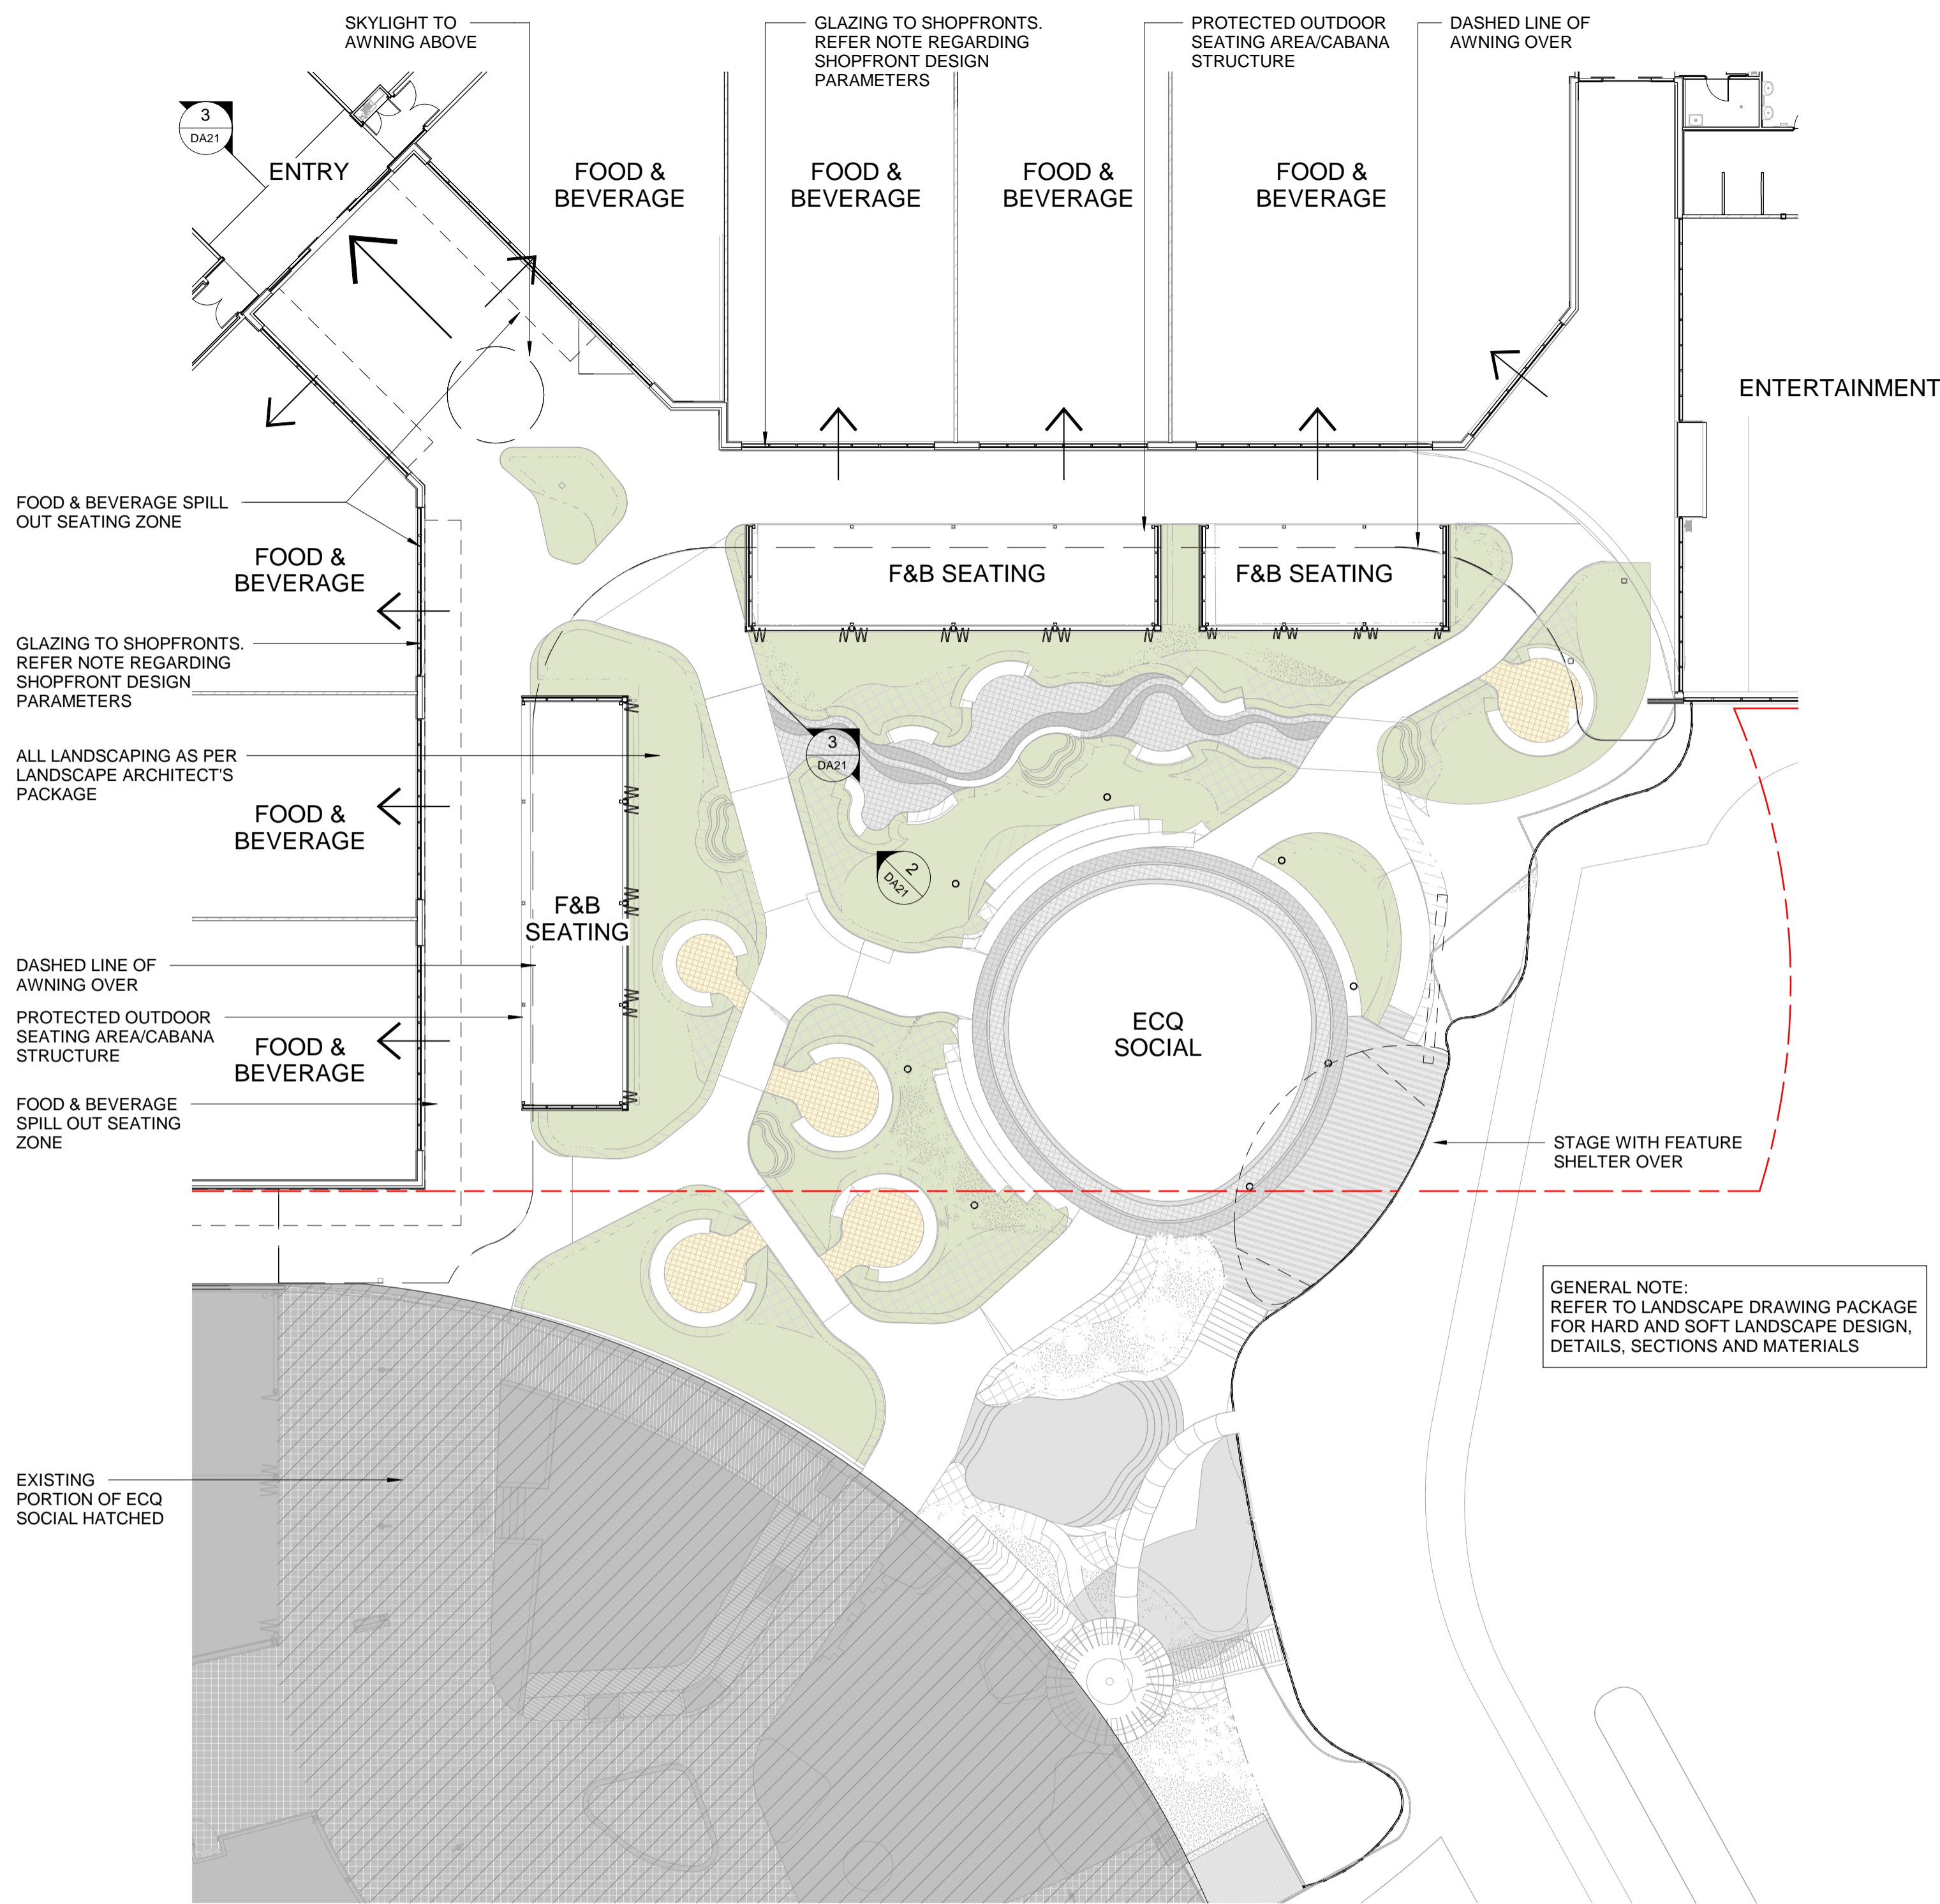 SKYLIGHT TO
AWNING ABOVE
GLAZING TO SHOPFRONTS.
REFER NOTE REGARDING
SHOPFRONT DESIGN
PARAMETERS
PROTECTED OUTDOOR
SEATING AREA/CABANA
STRUCTURE
DASHED LINE OF
AWNING OVER
3
DA21
ENTRY
FOOD &
BEVERAGE
FOOD &
BEVERAGE
FOOD &
BEVERAGE
FOOD &
BEVERAGE
ENTERTAINMENT
FOOD & BEVERAGE SPILL
OUT SEATING ZONE
FOOD &
BEVERAGE
F&B SEATING
F&B SEATING
GLAZING TO SHOPFRONTS.
REFER NOTE REGARDING
SHOPFRONT DESIGN
PARAMETERS
3
DA21
ALL LANDSCAPING AS PER
LANDSCAPE ARCHITECT'S
PACKAGE
FOOD &
BEVERAGE
2
DA21
F&B
SEATING
DASHED LINE OF
AWNING OVER
PROTECTED OUTDOOR
SEATING AREA/CABANA
STRUCTURE
FOOD &
BEVERAGE
ECQ
SOCIAL
FOOD & BEVERAGE
SPILL OUT SEATING
ZONE
STAGE WITH FEATURE
SHELTER OVER
GENERAL NOTE:
REFER TO LANDSCAPE DRAWING PACKAGE
FOR HARD AND SOFT LANDSCAPE DESIGN,
DETAILS, SECTIONS AND MATERIALS
EXISTING
PORTION OF ECQ
SOCIAL HATCHED